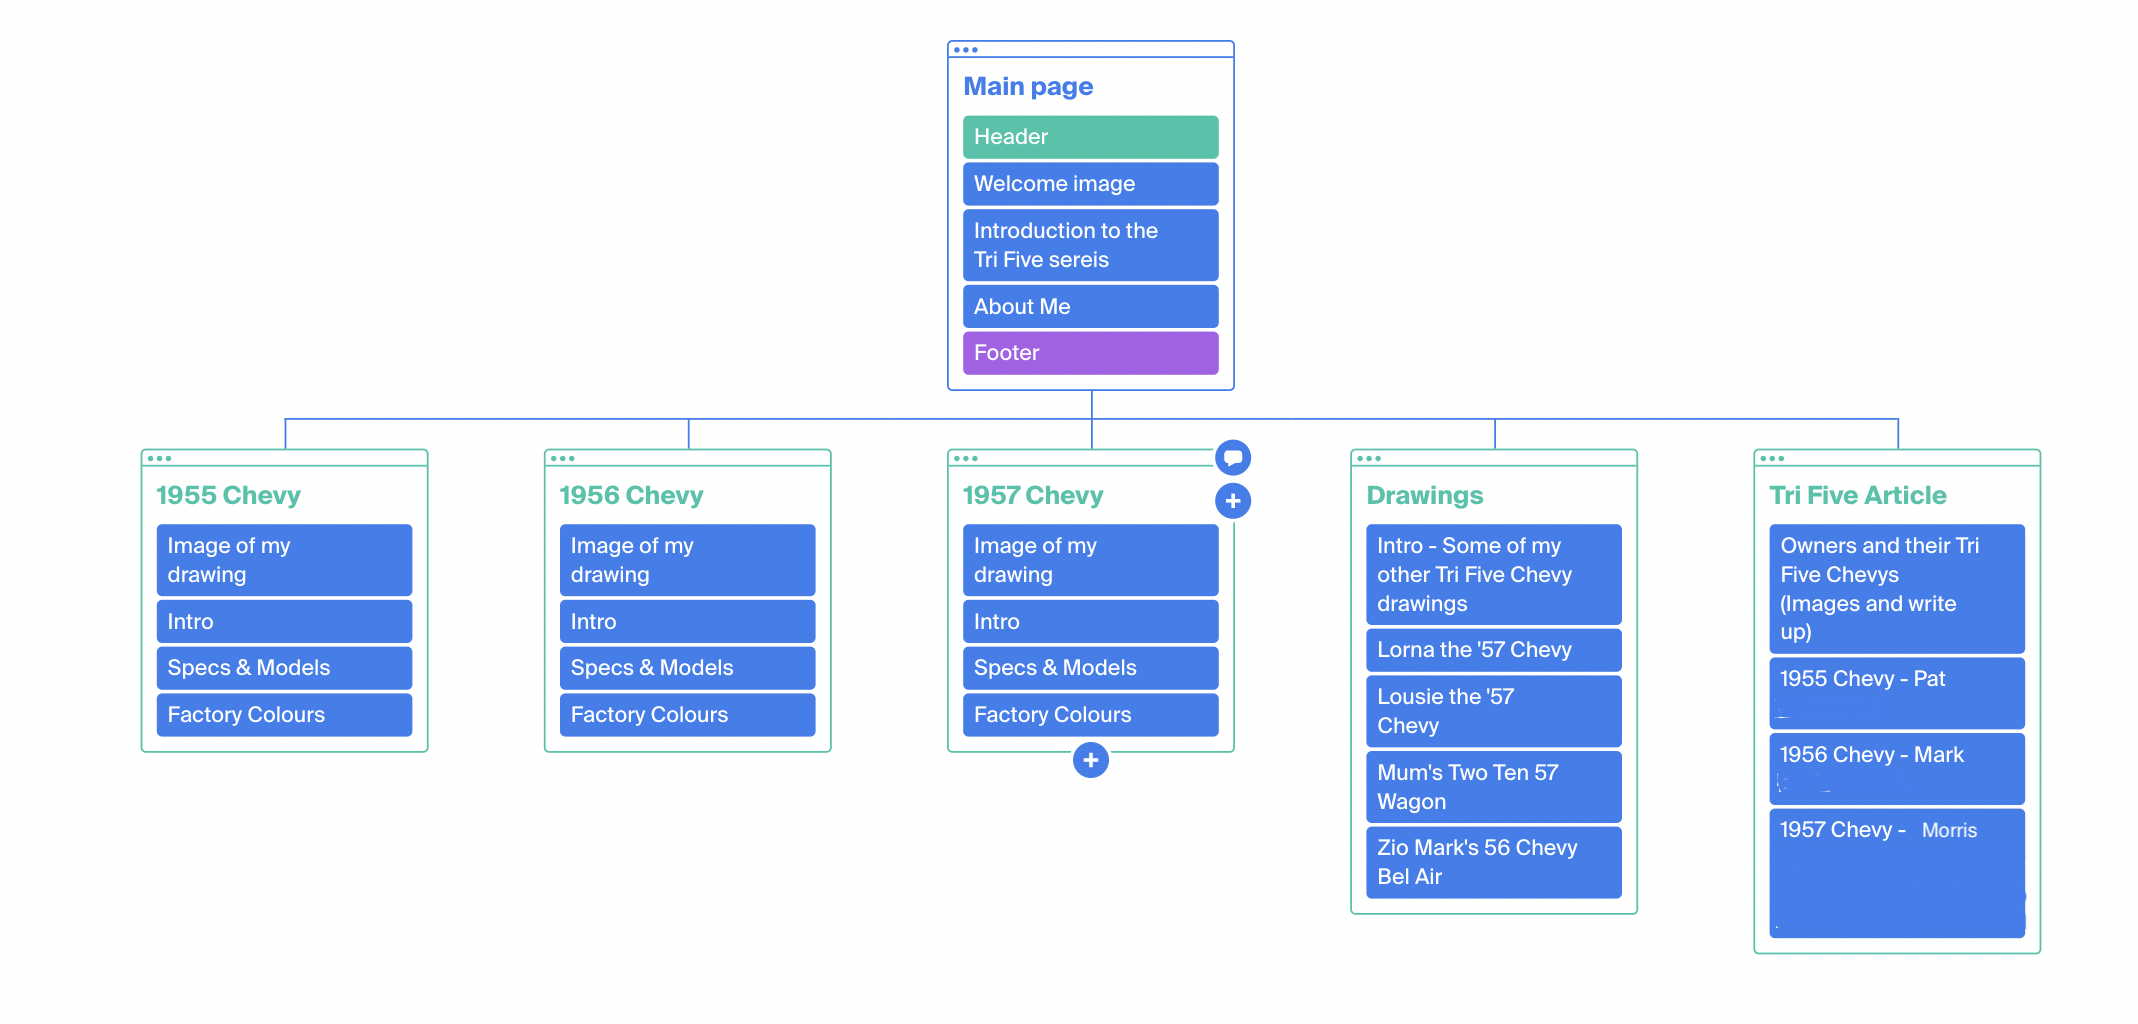 Main page
Header
Welcome image
Introduction to the
Tri Five sereis
About Me
Footer
1955 Chevy
Image of my
drawing
Intro
Specs & Models
Factory Colours
1956 Chevy
Image of my
drawing
Intro
Specs & Models
Factory Colours
1957 Chevy
Image of my
drawing
Intro
Specs & Models
Factory Colours
Drawings
Intro - Some of my
other Tri Five Chevy
drawings
Lorna the '57 Chevy
Lousie the '57
Chevy
Mum's Two Ten 57
Wagon
Zio Mark's 56 Chevy
Bel Air
Tri Five Article
Owners and their Tri
Five Chevys
(Images and write
up)
1955 Chevy - Pat
1956 Chevy - Mark
1957 Chevy - Morris